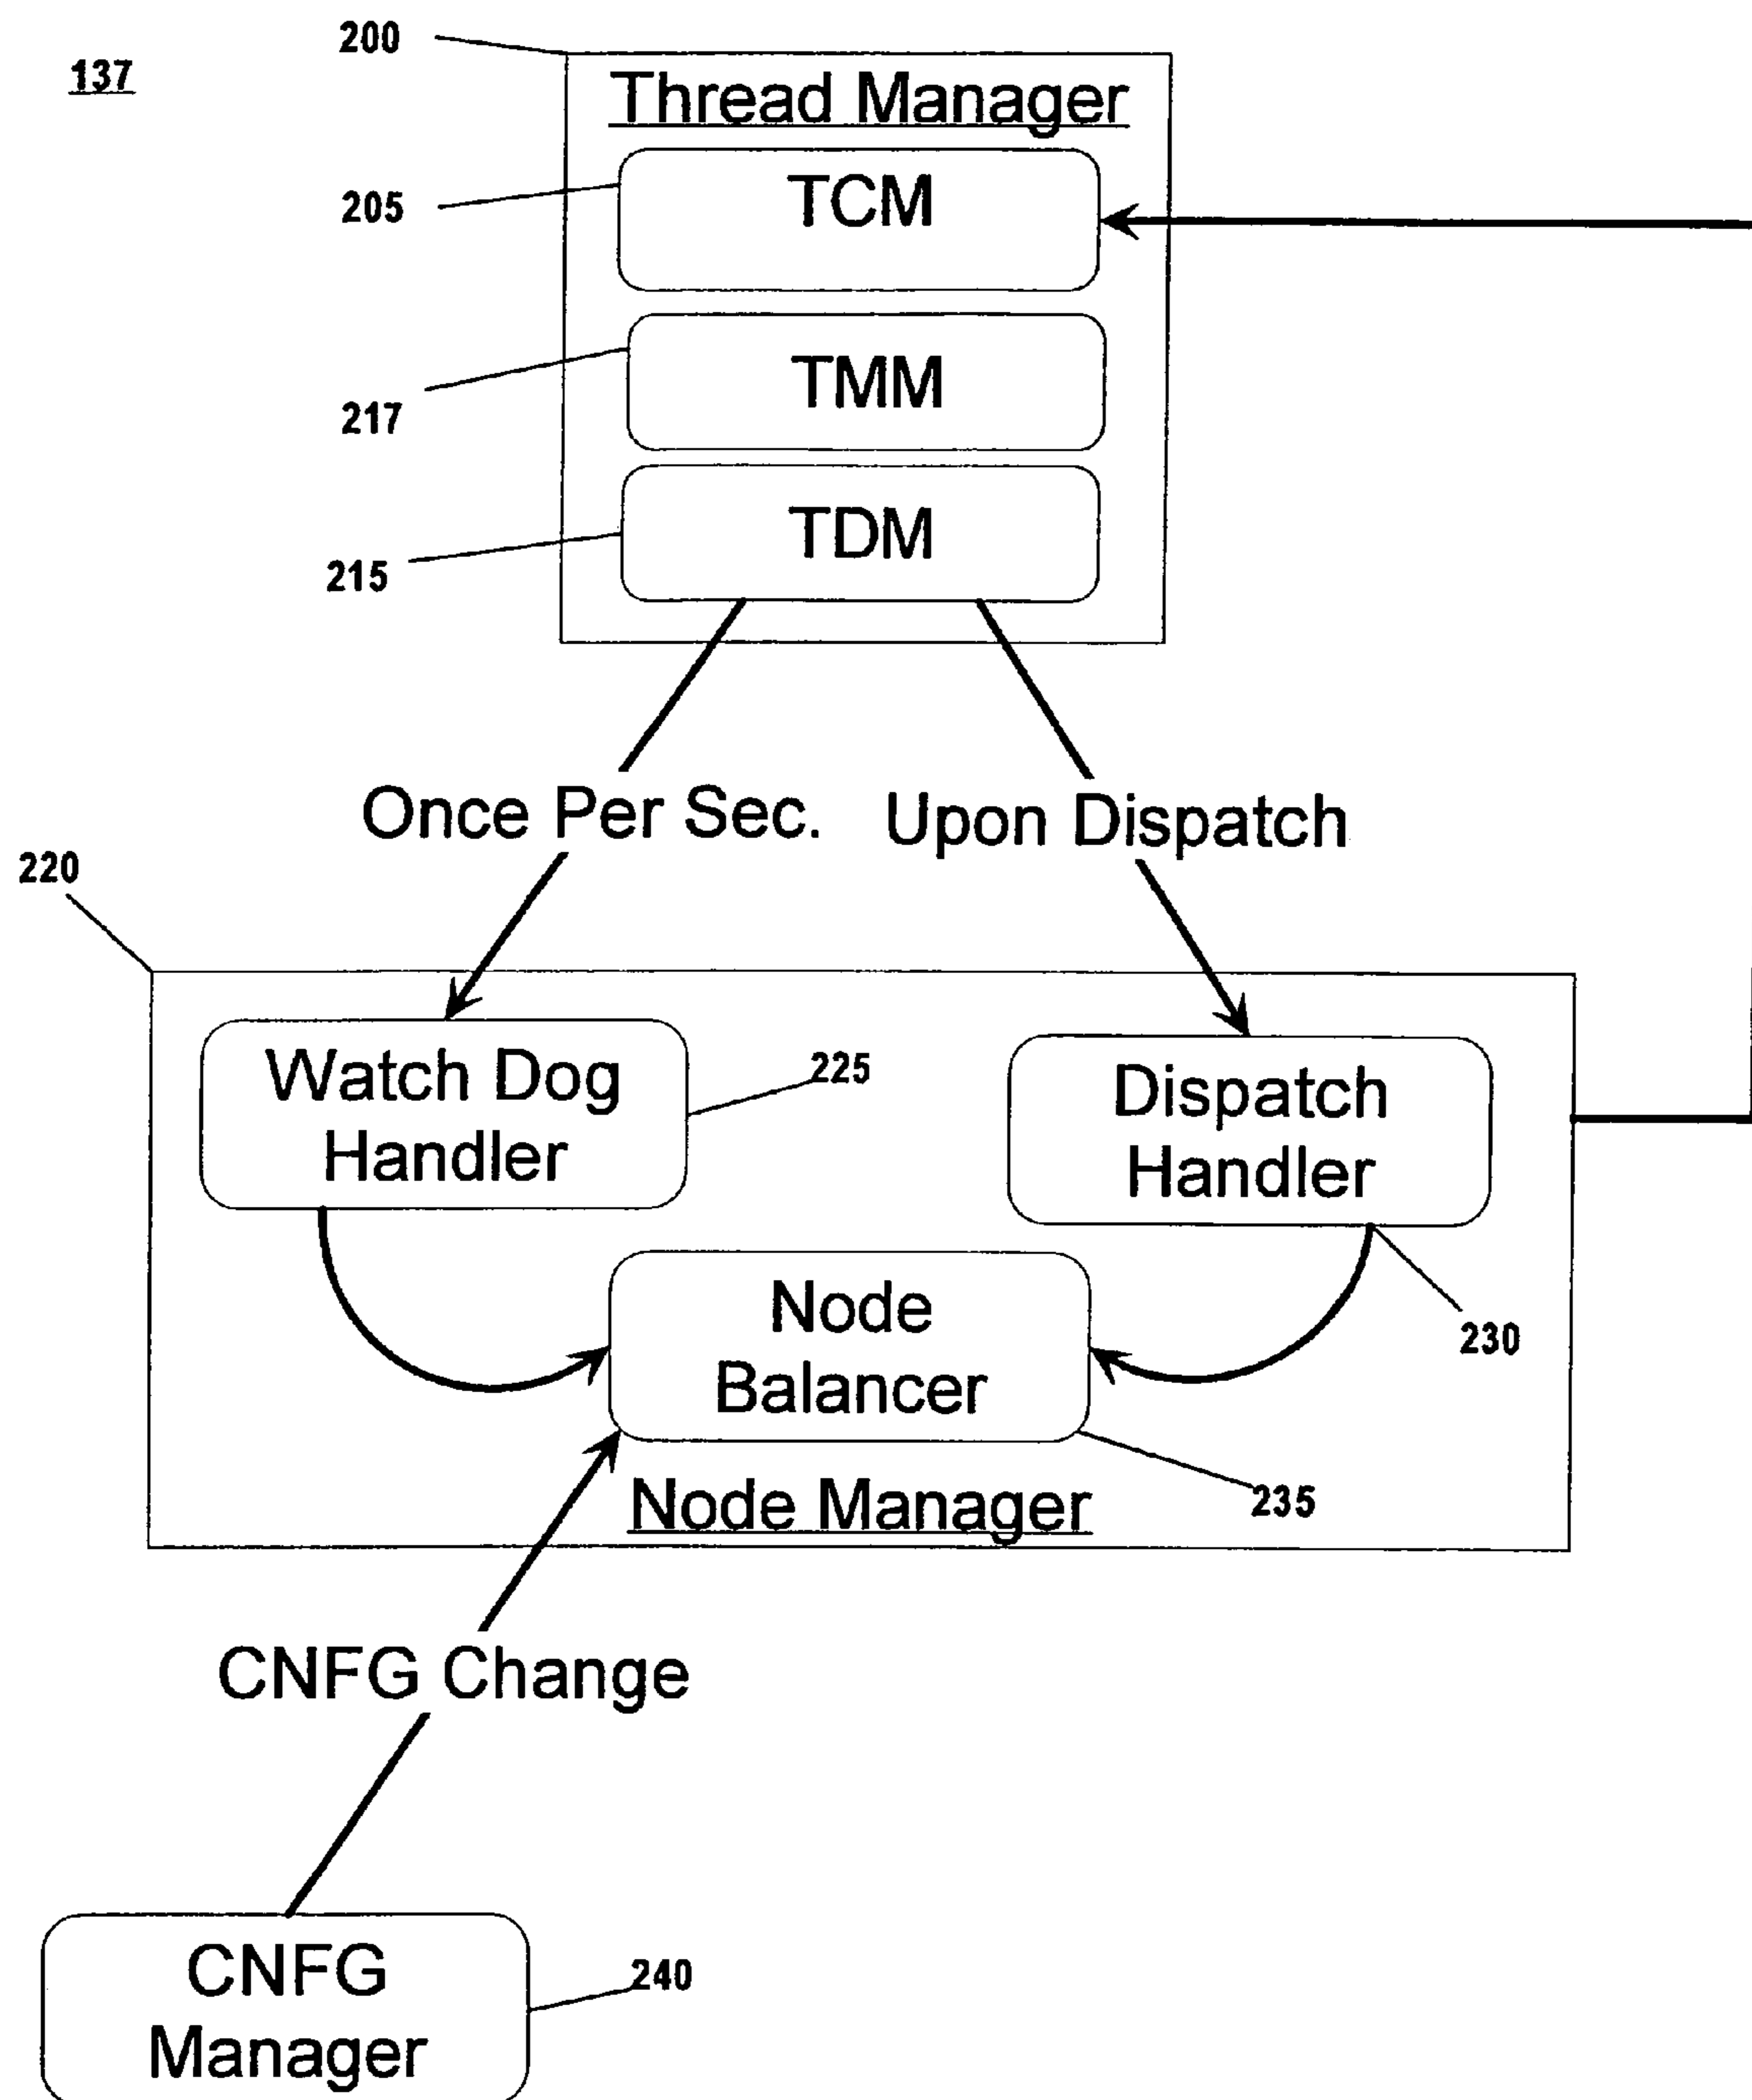 137
200
Thread Manager
205
TCM
217
TMM
215
TDM
Once Per Sec.
Upon Dispatch
220
Watch Dog
Handler
225
Dispatch
Handler
230
Node
Balancer
235
Node Manager
CNFG Change
CNFG
Manager
240